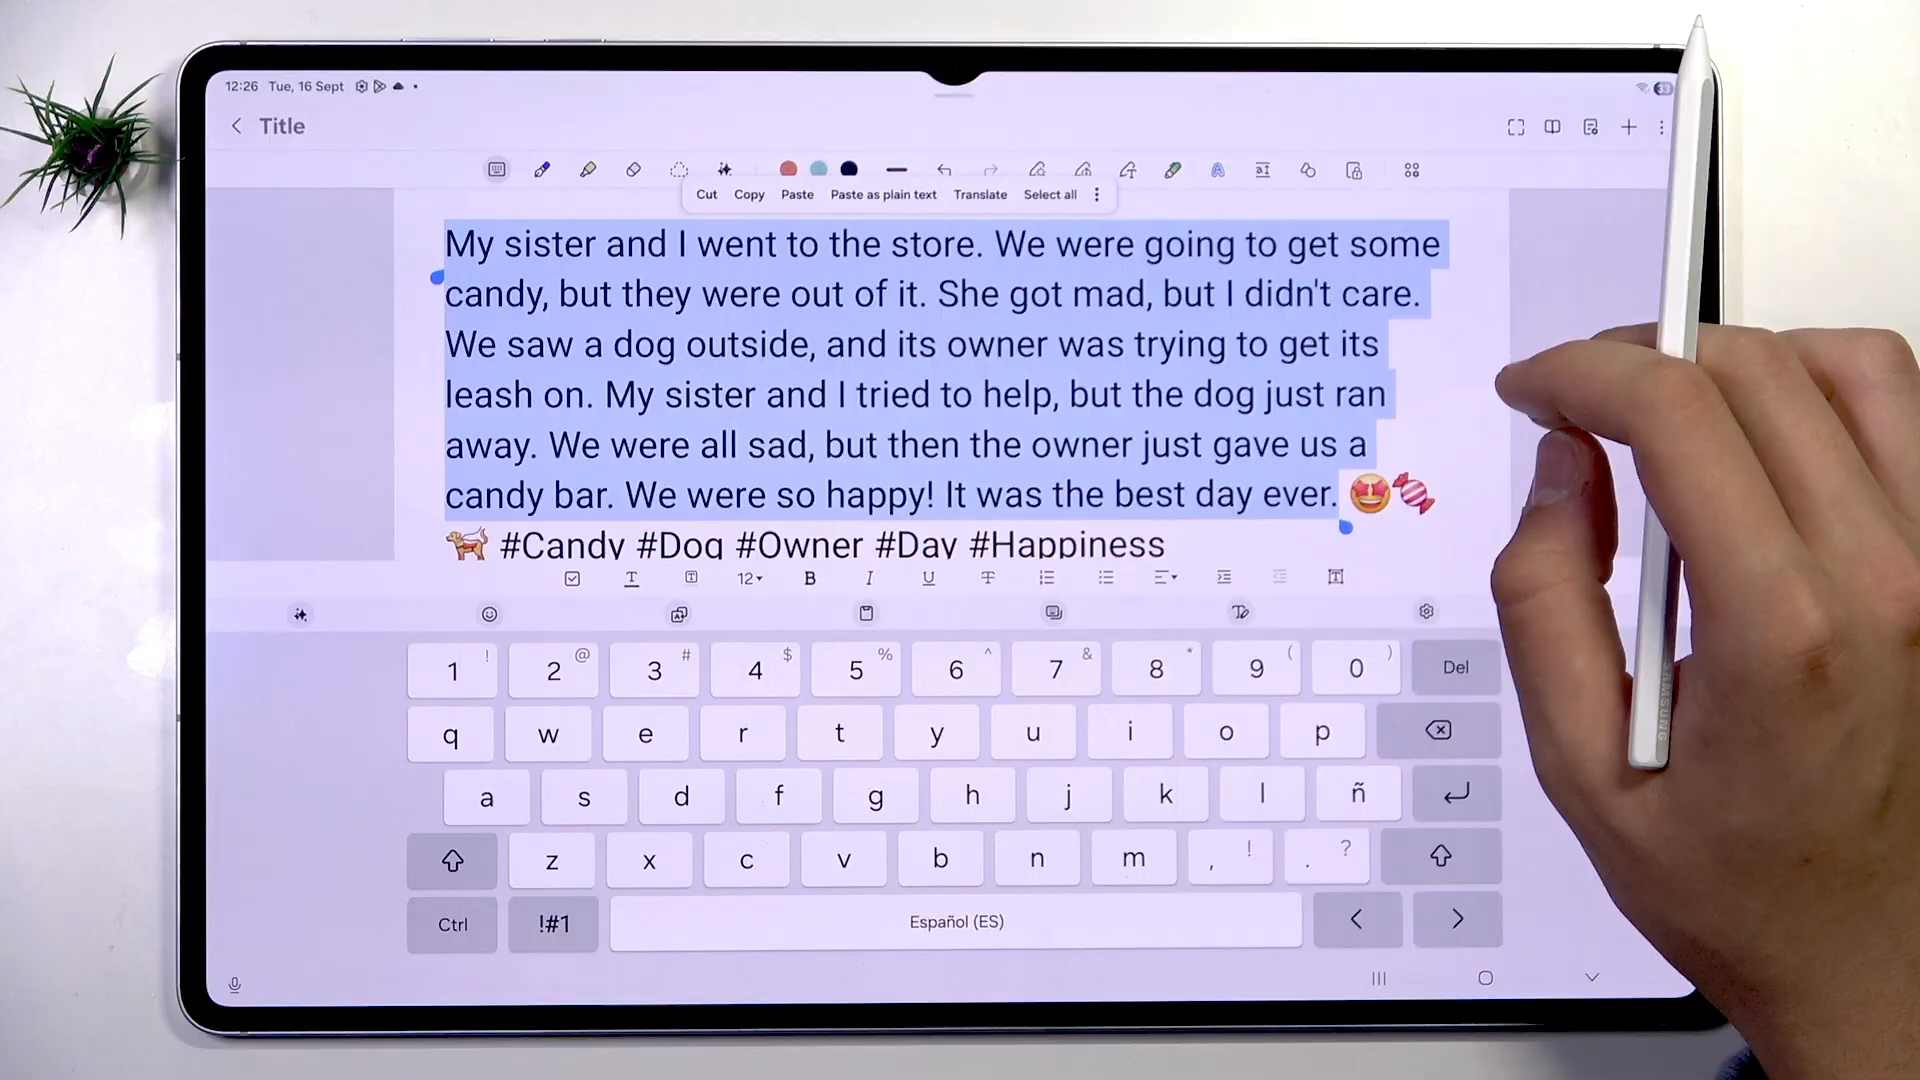 12:26 Tue, 16 Sept
33
Title
Cut Copy Paste Paste as plain text Translate Select all
My sister and I went to the store. We were going to get some
candy, but they were out of it. She got mad, but I didn't care.
We saw a dog outside, and its owner was trying to get its
leash on. My sister and I tried to help, but the dog just ran
away. We were all sad, but then the owner just gave us a
candy bar. We were so happy! It was the best day ever. 🤩🍬
🐕‍🦺 #Candy #Dog #Owner #Day #Happiness
12 B I U T
1 ! 2 @ 3 # 4 $ 5 % 6 ^ 7 & 8 * 9 ( 0 ) Del
q w e r t y u i o p
a s d f g h j k l ñ
z x c v b n m , ! . ?
Ctrl !#1 Español (ES) < >
SAMSUNG